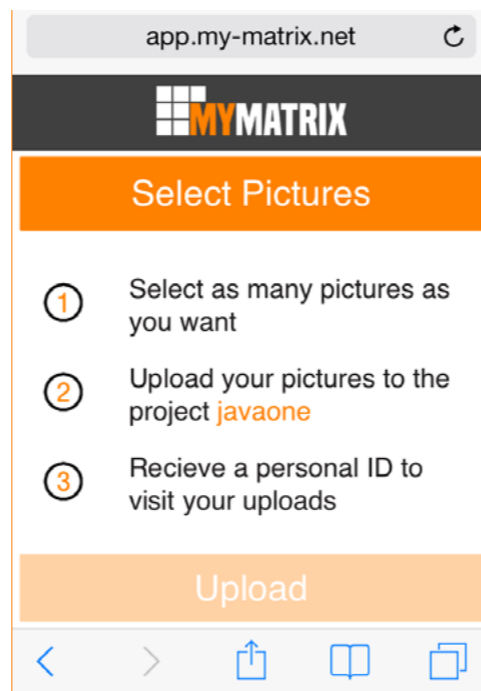 app.my-matrix.net
MYMATRIX
Select Pictures
1
Select as many pictures as
you want
2
Upload your pictures to the
project javaone
3
Recieve a personal ID to
visit your uploads
Upload